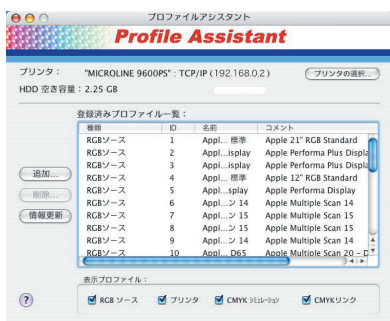 プロファイルアシスタント
Profile Assistant
プリンタ： "MICROLINE 9600PS" : TCP/IP (192.168.0.2) プリンタの選択...
HDD 空き容量：2.25 GB
登録済みプロファイル一覧：
種類 ID 名前 コメント
RGBソース 1 Appl... 標準 Apple 21" RGB Standard
RGBソース 2 Appl...isplay Apple Performa Plus Displa
RGBソース 3 Appl...isplay Apple Performa Plus Displa
RGBソース 4 Appl... 標準 Apple 12" RGB Standard
RGBソース 5 Appl...splay Apple Performa Display
RGBソース 6 Appl...ン 14 Apple Multiple Scan 14
RGBソース 7 Appl...ン 15 Apple Multiple Scan 15
RGBソース 8 Appl...ン 15 Apple Multiple Scan 15
RGBソース 9 Appl...ン 14 Apple Multiple Scan 14
RGBソース 10 Appl... D65 Apple Multiple Scan 20 - D
追加...
削除...
情報更新
表示プロファイル：
RGB ソース プリンタ CMYK シミュレーション CMYKリンク
?